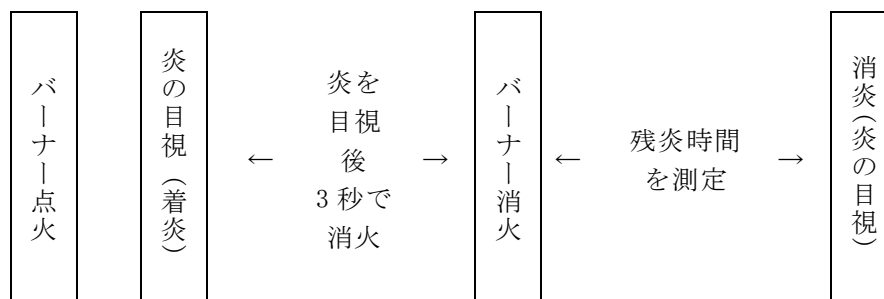 バーナー点火
炎の目視（着炎）
←
炎を
目視
後
3秒で
消火
→
バーナー消火
←
残炎時間
を測定
→
消炎(炎の目視)